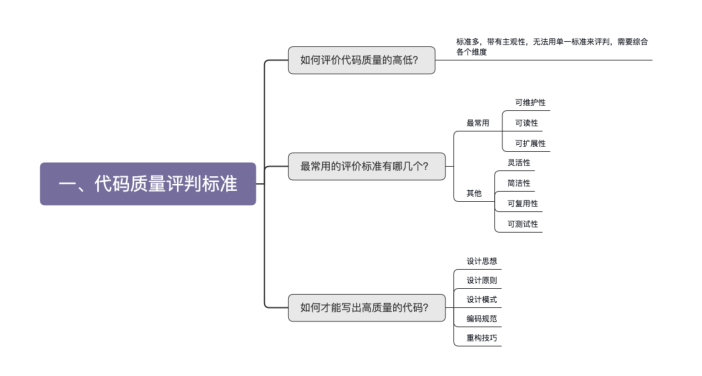 一、代码质量评判标准
如何评价代码质量的高低？
标准多，带有主观性，无法用单一标准来评判，需要综合
各个维度
最常用的评价标准有哪几个？
最常用
可维护性
可读性
可扩展性
其他
灵活性
简洁性
可复用性
可测试性
如何才能写出高质量的代码？
设计思想
设计原则
设计模式
编码规范
重构技巧